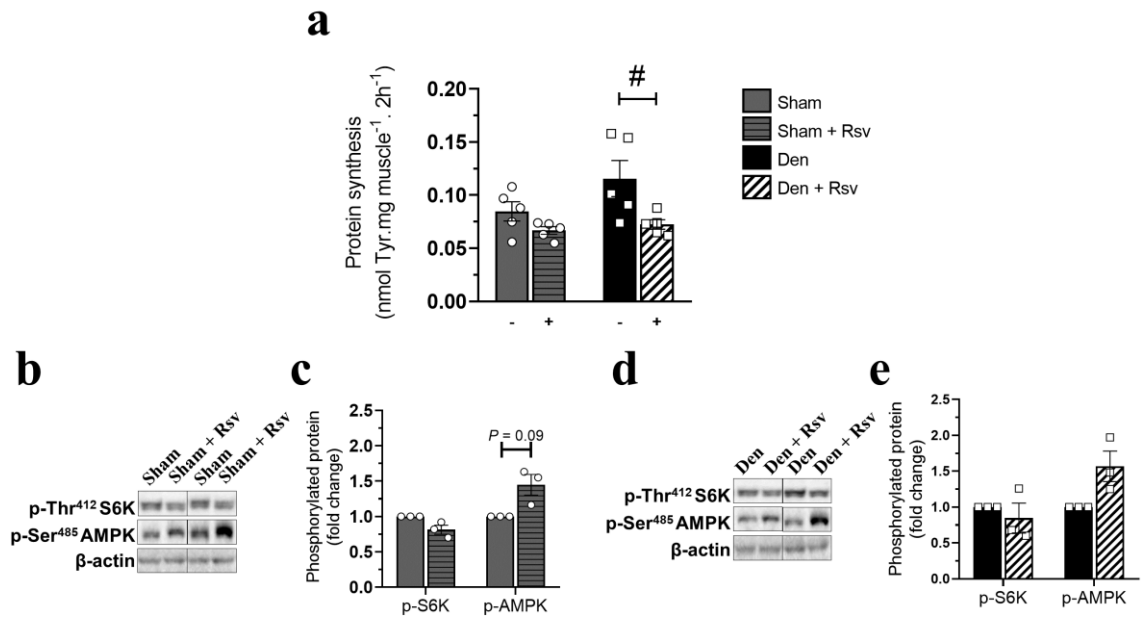 a
Protein synthesis
(nmol Tyr.mg muscle⁻¹. 2h⁻¹)
0.20
0.15
0.10
0.05
0.00
#
- + - +
Sham
Sham + Rsv
Den
Den + Rsv
b
Sham Sham + Rsv Sham Sham + Rsv
p-Thr⁴¹² S6K
p-Ser⁴⁸⁵ AMPK
β-actin
c
Phosphorylated protein
(fold change)
2.5
2.0
1.5
1.0
0.5
0.0
P = 0.09
p-S6K p-AMPK
d
Den Den + Rsv Den Den + Rsv
p-Thr⁴¹² S6K
p-Ser⁴⁸⁵ AMPK
β-actin
e
Phosphorylated protein
(fold change)
2.5
2.0
1.5
1.0
0.5
0.0
p-S6K p-AMPK